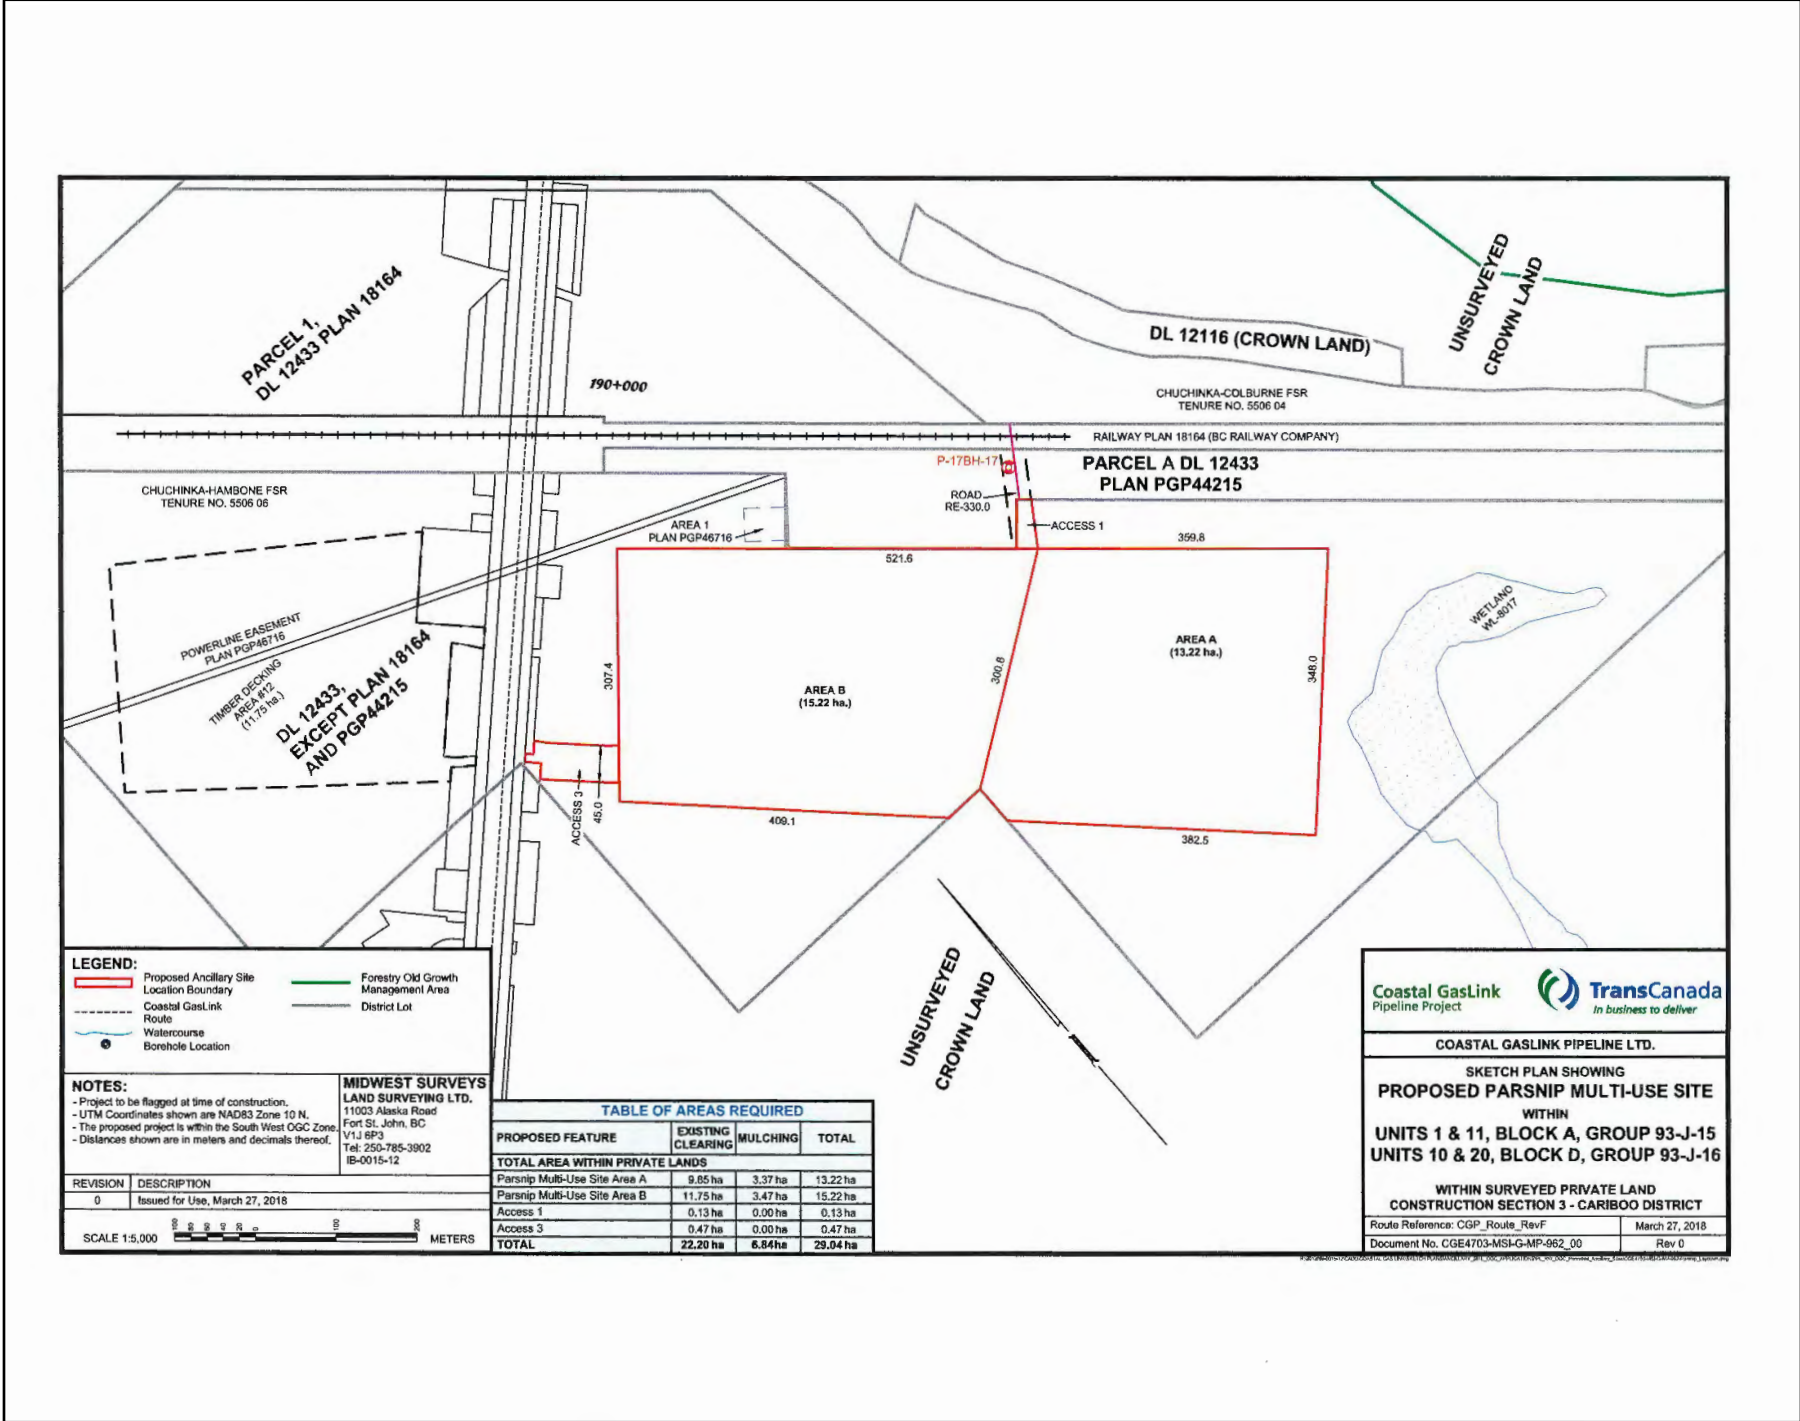 PARCEL 1,
DL 12433 PLAN 18164
190+000
UNSURVEYED
CROWN LAND
DL 12116 (CROWN LAND)
CHUCHINKA-COLBURNE FSR
TENURE NO. 5506 04
RAILWAY PLAN 18164 (BC RAILWAY COMPANY)
P-17BH-17
PARCEL A DL 12433
PLAN PGP44215
CHUCHINKA-HAMBONE FSR
TENURE NO. 5506 06
ROAD
RE-330.0
AREA 1
PLAN PGP46716
ACCESS 1
359.8
521.6
WETLAND
WL-8017
POWERLINE EASEMENT
PLAN PGP46716
TIMBER DECKING
AREA #12
(11.75 ha.)
DL 12433,
EXCEPT PLAN 18164
AND PGP44215
307.4
AREA B
(15.22 ha.)
300.8
AREA A
(13.22 ha.)
348.0
ACCESS 3
45.0
409.1
382.5
UNSURVEYED
CROWN LAND
LEGEND:
Proposed Ancillary Site
Location Boundary
Coastal GasLink
Route
Watercourse
Borehole Location
Forestry Old Growth
Management Area
District Lot
NOTES:
- Project to be flagged at time of construction.
- UTM Coordinates shown are NAD83 Zone 10 N.
- The proposed project is within the South West OGC Zone.
- Distances shown are in meters and decimals thereof.
MIDWEST SURVEYS
LAND SURVEYING LTD.
11003 Alaska Road
Fort St. John, BC
V1J 6P3
Tel: 250-785-3902
IB-0015-12
REVISION DESCRIPTION
0 Issued for Use, March 27, 2018
SCALE 1:5,000 100 80 60 40 20 0 100 200 METERS
TABLE OF AREAS REQUIRED
PROPOSED FEATURE EXISTING CLEARING MULCHING TOTAL
TOTAL AREA WITHIN PRIVATE LANDS
Parsnip Multi-Use Site Area A 9.85 ha 3.37 ha 13.22 ha
Parsnip Multi-Use Site Area B 11.75 ha 3.47 ha 15.22 ha
Access 1 0.13 ha 0.00 ha 0.13 ha
Access 3 0.47 ha 0.00 ha 0.47 ha
TOTAL 22.20 ha 6.84 ha 29.04 ha
Coastal GasLink
Pipeline Project
TransCanada
In business to deliver
COASTAL GASLINK PIPELINE LTD.
SKETCH PLAN SHOWING
PROPOSED PARSNIP MULTI-USE SITE
WITHIN
UNITS 1 & 11, BLOCK A, GROUP 93-J-15
UNITS 10 & 20, BLOCK D, GROUP 93-J-16
WITHIN SURVEYED PRIVATE LAND
CONSTRUCTION SECTION 3 - CARIBOO DISTRICT
Route Reference: CGP_Route_RevF March 27, 2018
Document No. CGE4703-MSI-G-MP-962_00 Rev 0